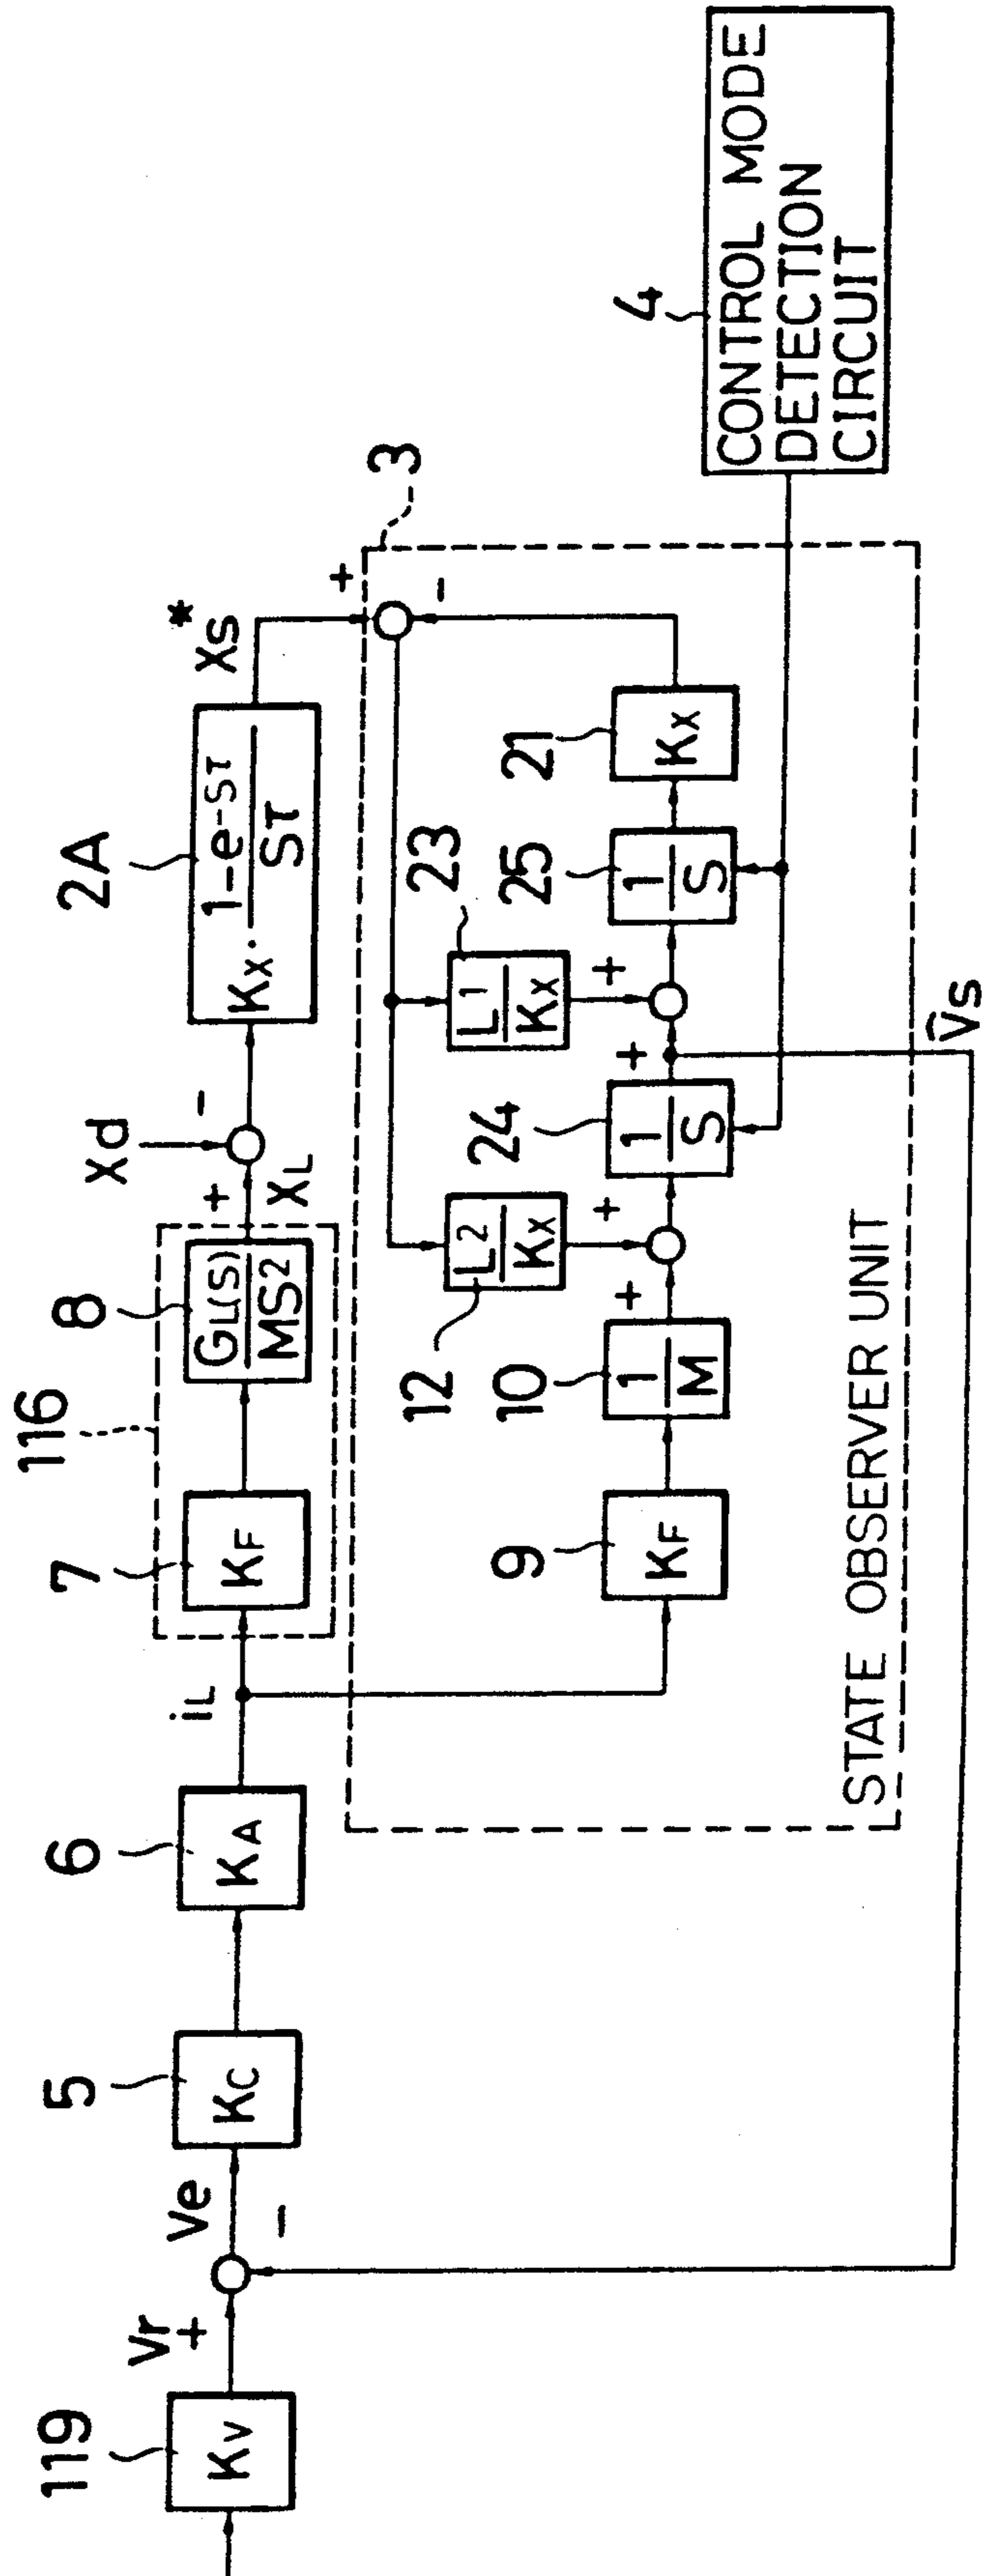 119
Kv
Vr
+
Ve
−
5
Kc
6
KA
iL
116
7
KF
8
GL(S)
MS²
+
XL
Xd
−
2A
Kx · 1−e−Sτ
Sτ
Xs*
+
−
3
9
KF
10
1
M
+
12
L2
Kx
+
24
1
S
+
23
L1
Kx
+
25
1
S
21
Kx
V̂s
STATE OBSERVER UNIT
4
CONTROL MODE
DETECTION
CIRCUIT